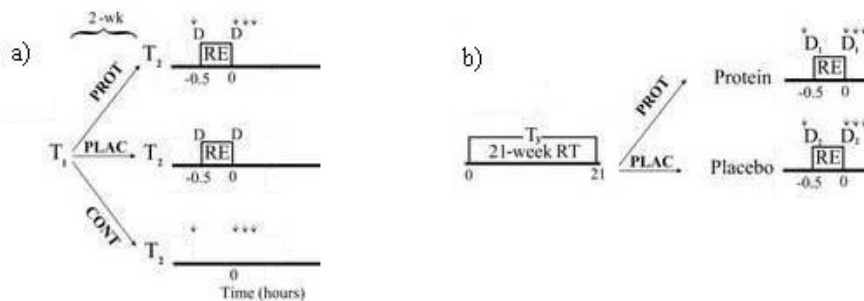 a)
2-wk
T₁
PROT
T₂
D D
RE
-0.5 0
PLAC
T₂
D D
RE
-0.5 0
CONT
T₂
0
Time (hours)
b)
T₃
21-week RT
0 21
PROT
Protein
D₁ D₁
RE
-0.5 0
PLAC
Placebo
D₂ D₂
RE
-0.5 0